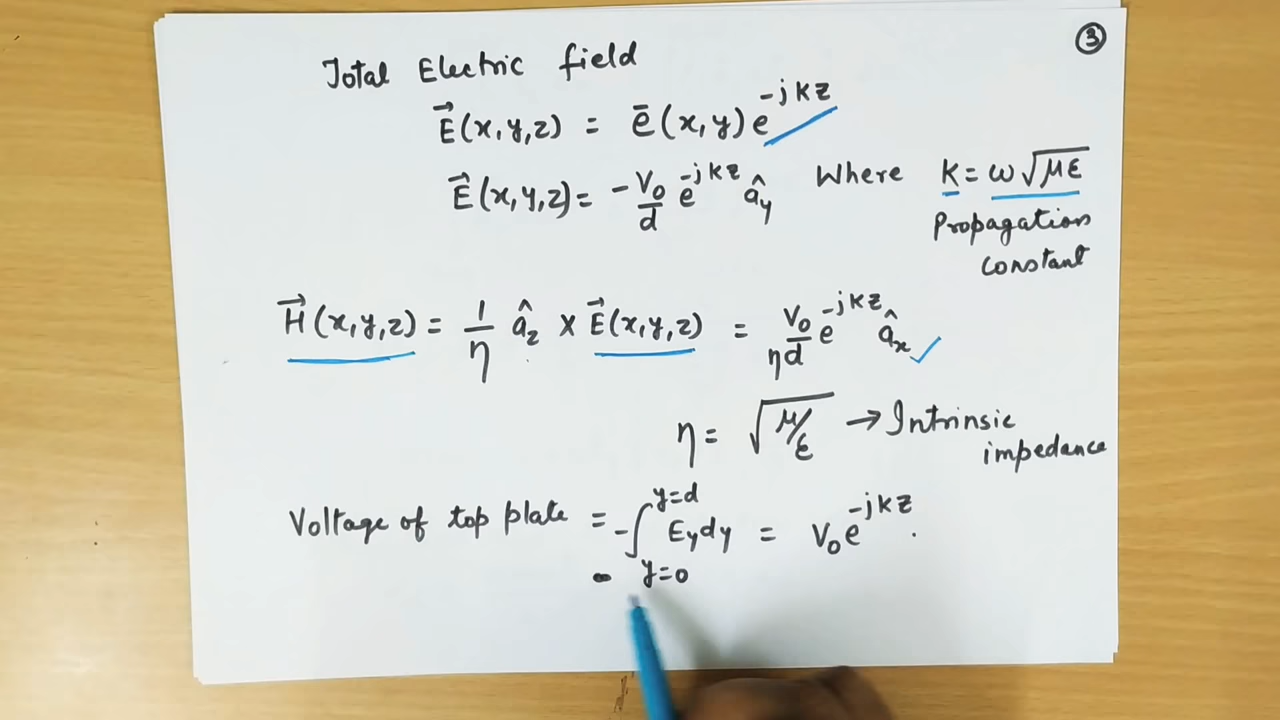 ③
Total Electric field
E⃗(x,y,z) = ē(x,y) e^{-jkz}
E⃗(x,y,z) = -V₀/d e^{-jkz} â_y Where k = ω√με
Propagation
constant
H⃗(x,y,z) = 1/η â_z × E⃗(x,y,z) = V₀/ηd e^{-jkz} â_x ✓
η = √μ/ε → Intrinsic
impedance
Voltage of top plate = -∫_{y=0}^{y=d} E_y dy = V₀e^{-jkz}.